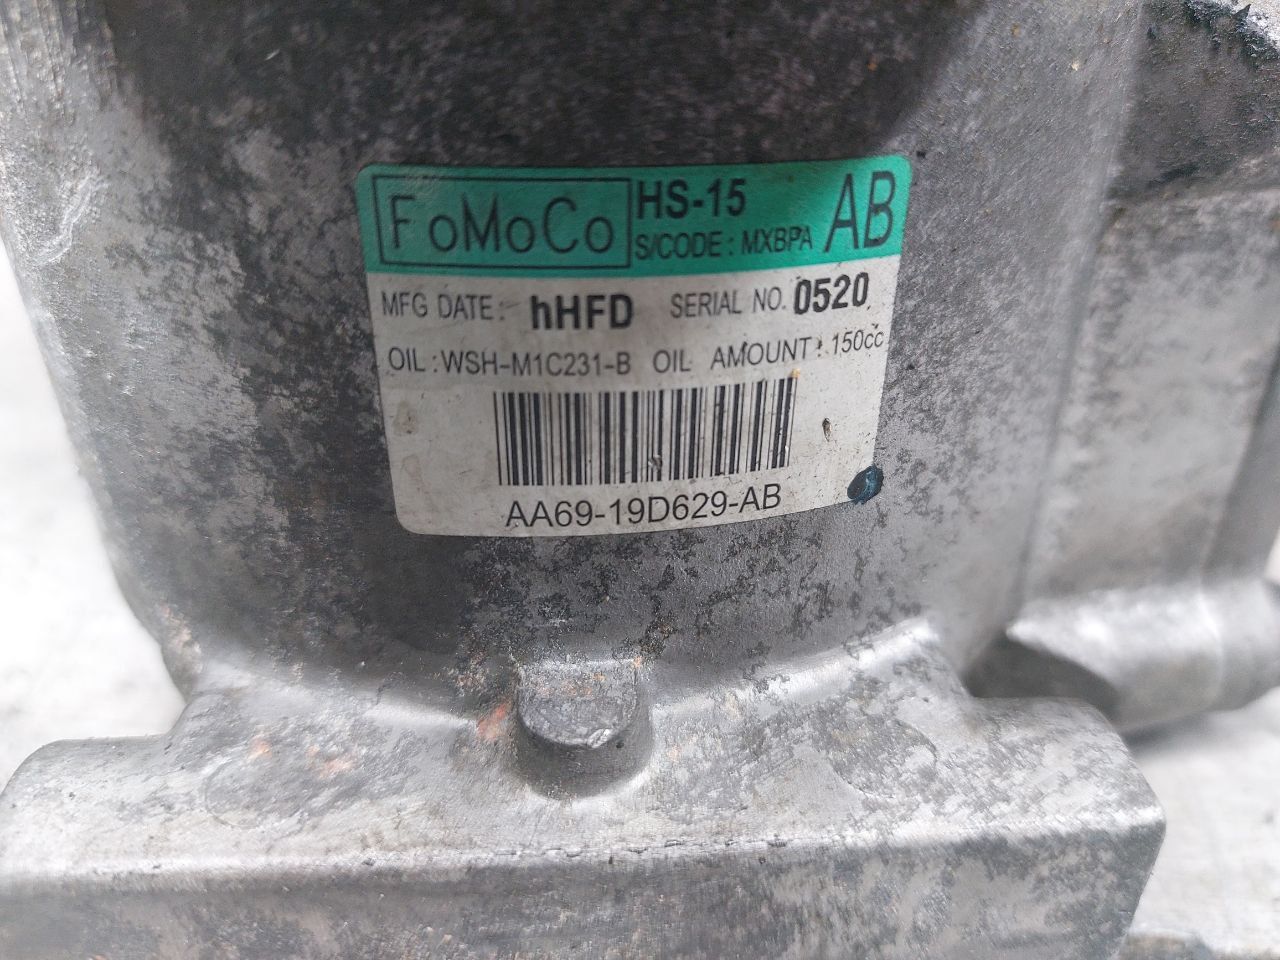 FoMoCo HS-15 AB
S/CODE : MXBPA
MFG DATE: hHFD SERIAL NO. 0520
OIL : WSH-M1C231-B OIL AMOUNT : 150cc
AA69-19D629-AB